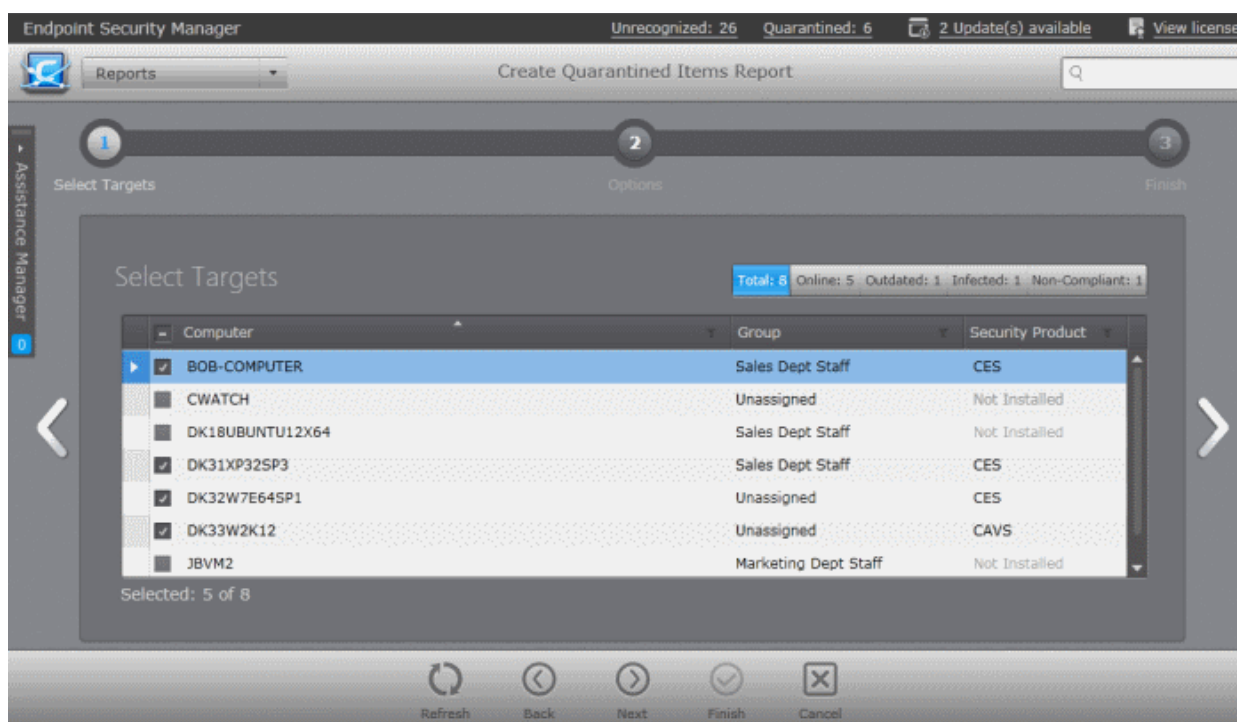 Endpoint Security Manager Unrecognized: 26 Quarantined: 6 2 Update(s) available View license
Reports Create Quarantined Items Report
1 2 3
Select Targets Options Finish
Assistance Manager
0
Select Targets
Total: 8 Online: 5 Outdated: 1 Infected: 1 Non-Compliant: 1
Computer Group Security Product
BOB-COMPUTER Sales Dept Staff CES
CWATCH Unassigned Not Installed
DK18UBUNTU12X64 Sales Dept Staff Not Installed
DK31XP32SP3 Sales Dept Staff CES
DK32W7E64SP1 Unassigned CES
DK33W2K12 Unassigned CAVS
JBVM2 Marketing Dept Staff Not Installed
Selected: 5 of 8
Refresh Back Next Finish Cancel